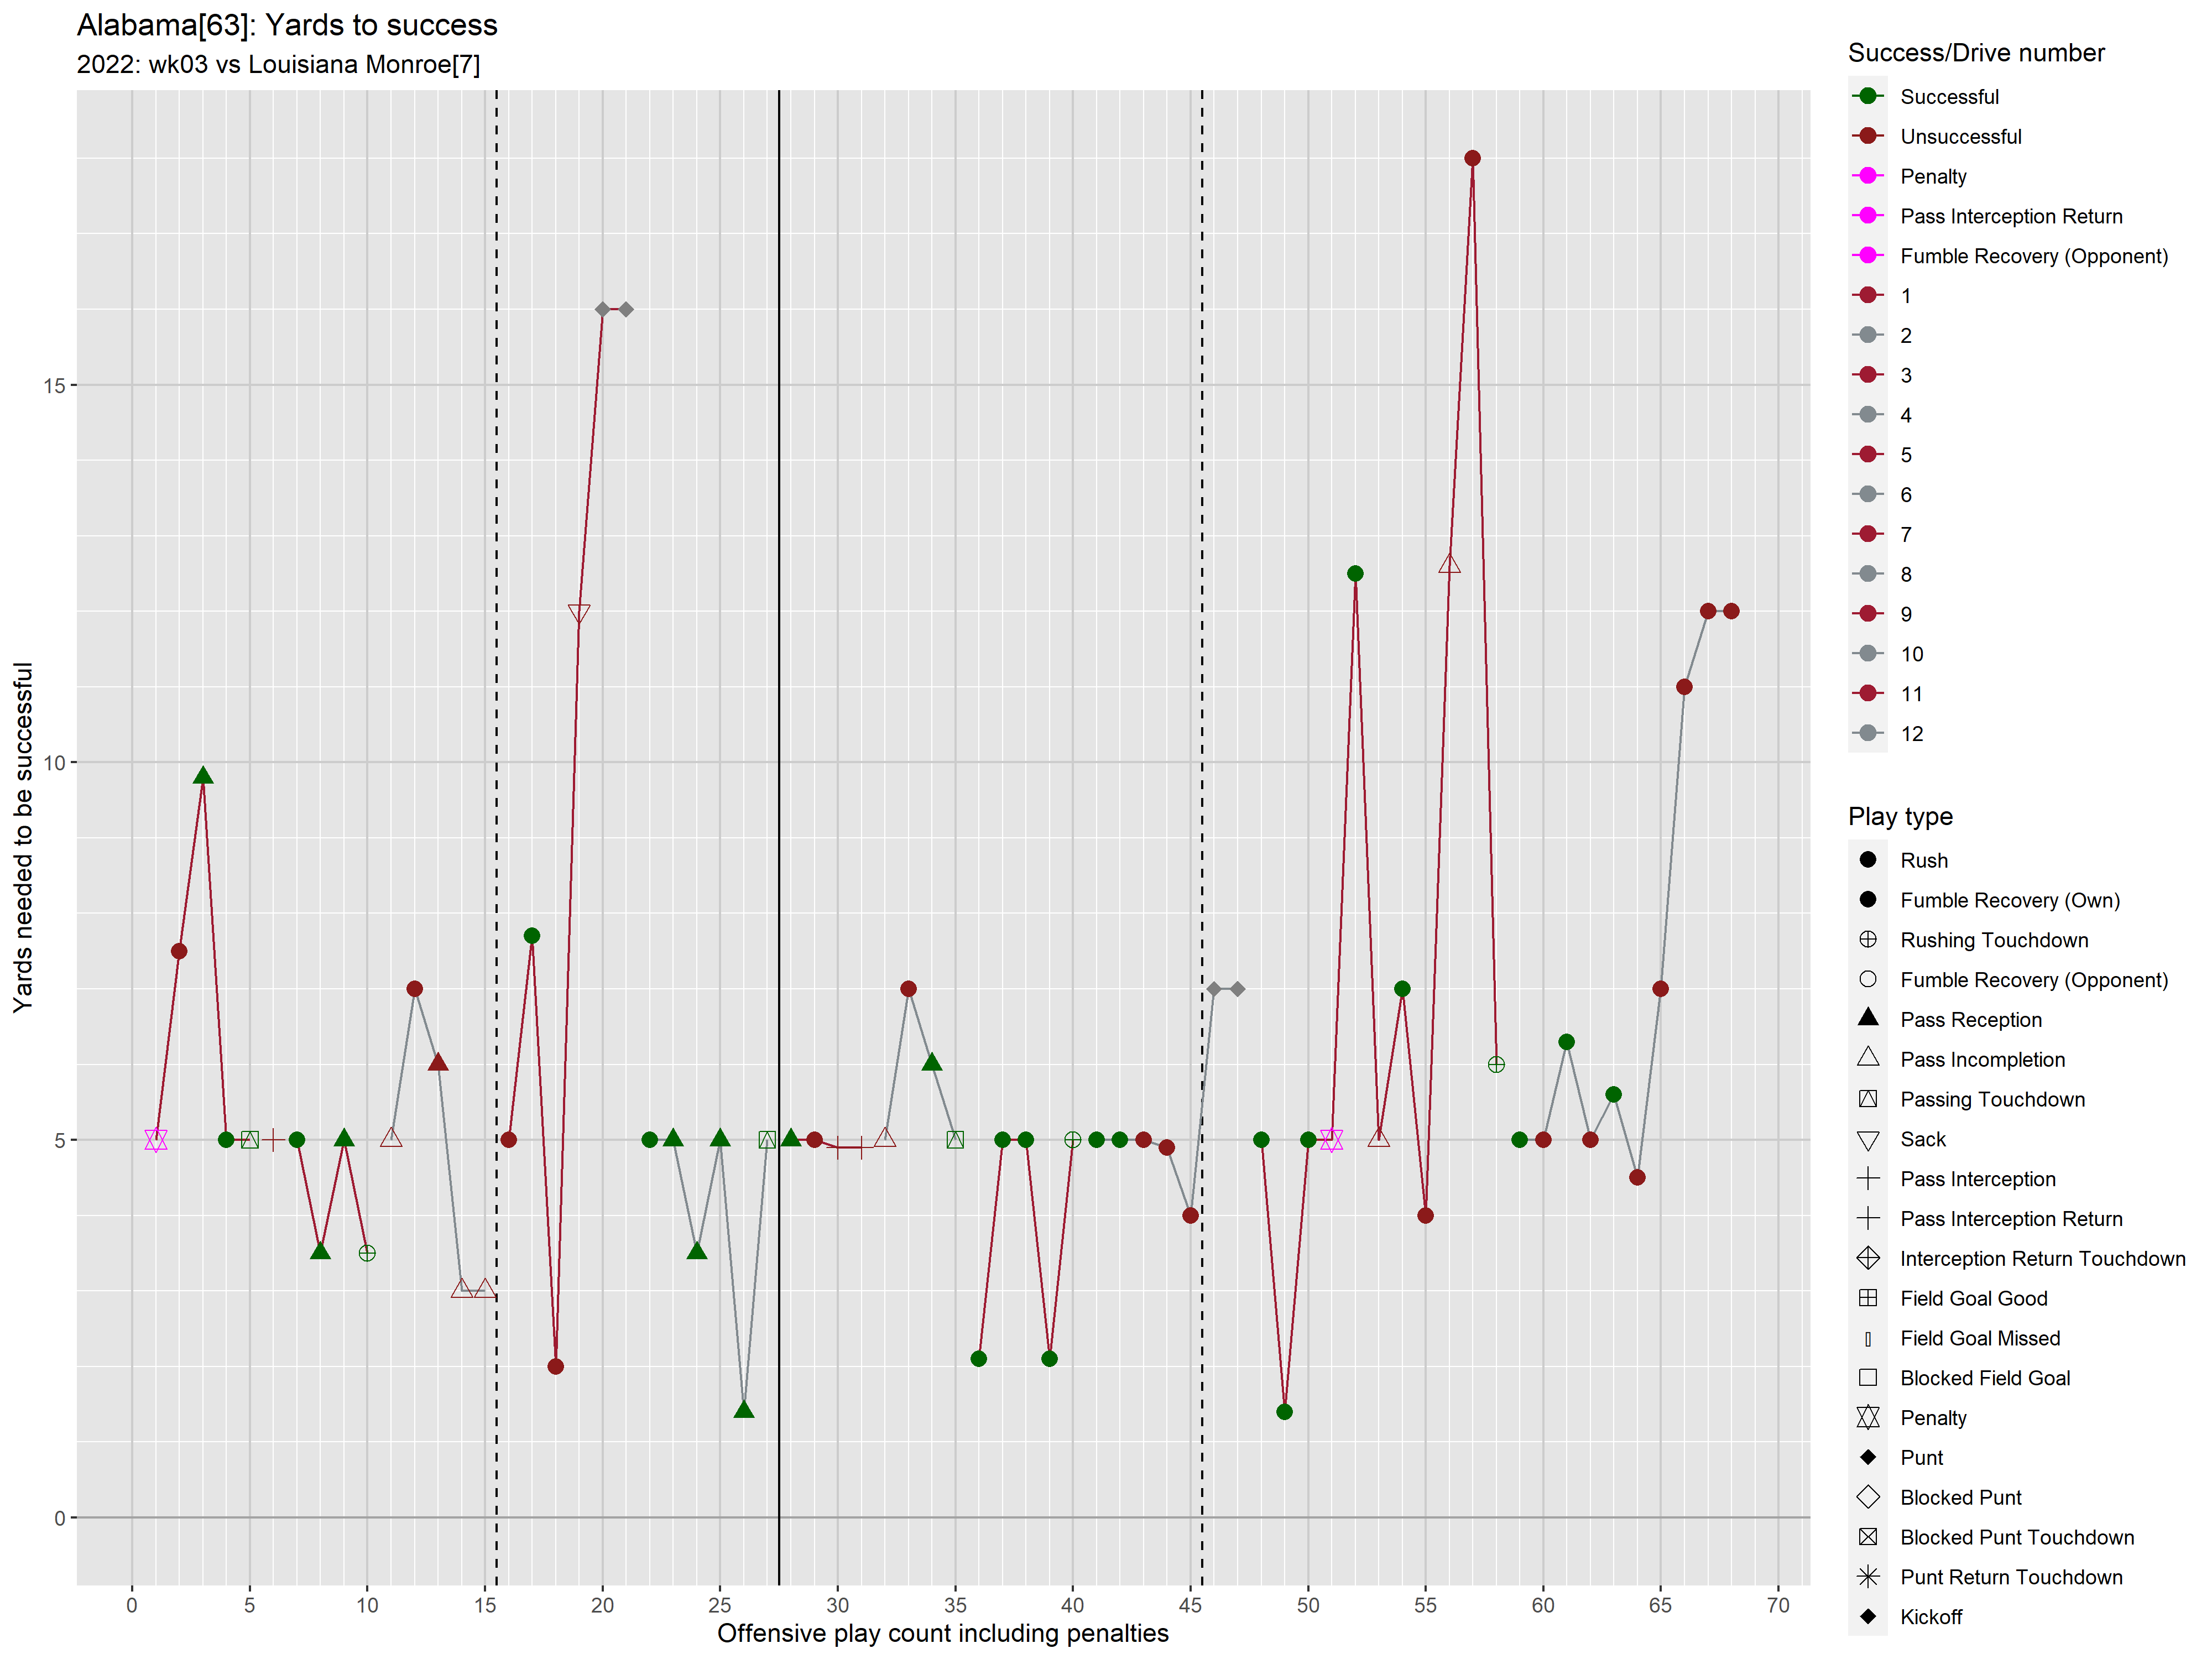 Alabama[63]: Yards to success
2022: wk03 vs Louisiana Monroe[7]
Yards needed to be successful
15
10
5
0
0 5 10 15 20 25 30 35 40 45 50 55 60 65 70
Offensive play count including penalties
Success/Drive number
Successful
Unsuccessful
Penalty
Pass Interception Return
Fumble Recovery (Opponent)
1
2
3
4
5
6
7
8
9
10
11
12
Play type
Rush
Fumble Recovery (Own)
Rushing Touchdown
Fumble Recovery (Opponent)
Pass Reception
Pass Incompletion
Passing Touchdown
Sack
Pass Interception
Pass Interception Return
Interception Return Touchdown
Field Goal Good
Field Goal Missed
Blocked Field Goal
Penalty
Punt
Blocked Punt
Blocked Punt Touchdown
Punt Return Touchdown
Kickoff